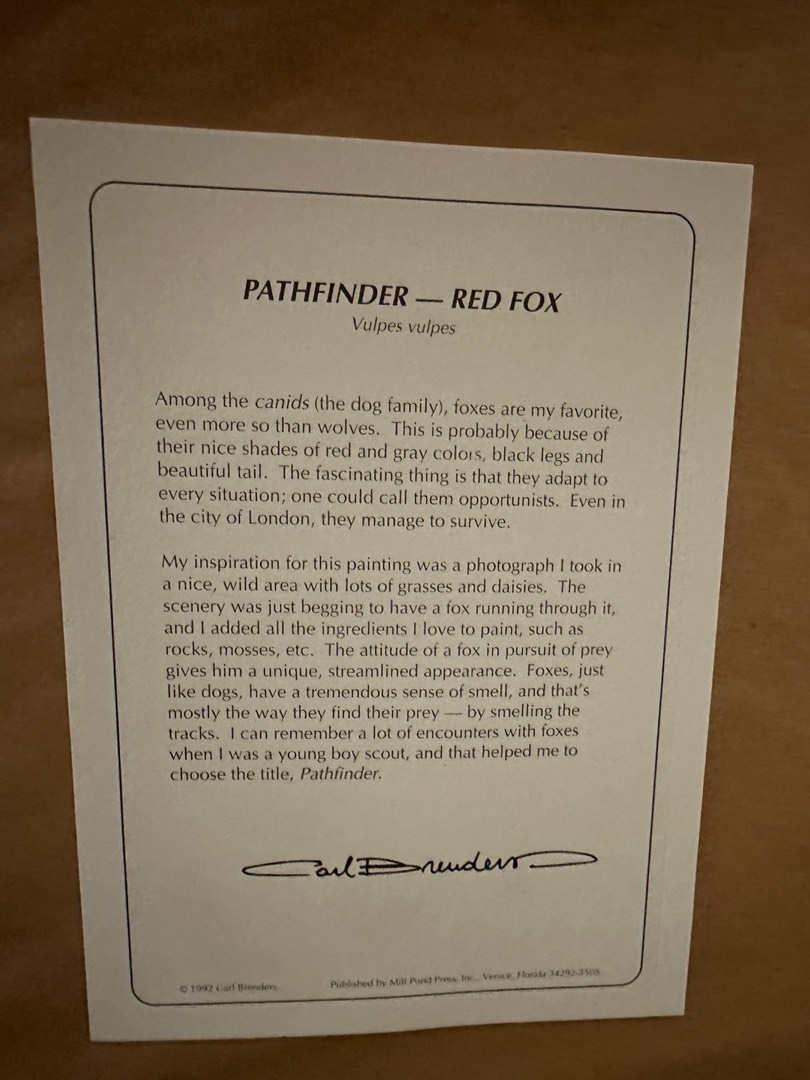 PATHFINDER — RED FOX
Vulpes vulpes
Among the canids (the dog family), foxes are my favorite,
even more so than wolves. This is probably because of
their nice shades of red and gray colors, black legs and
beautiful tail. The fascinating thing is that they adapt to
every situation; one could call them opportunists. Even in
the city of London, they manage to survive.
My inspiration for this painting was a photograph I took in
a nice, wild area with lots of grasses and daisies. The
scenery was just begging to have a fox running through it,
and I added all the ingredients I love to paint, such as
rocks, mosses, etc. The attitude of a fox in pursuit of prey
gives him a unique, streamlined appearance. Foxes, just
like dogs, have a tremendous sense of smell, and that's
mostly the way they find their prey — by smelling the
tracks. I can remember a lot of encounters with foxes
when I was a young boy scout, and that helped me to
choose the title, Pathfinder.
Carl Brenders
© 1992 Carl Brenders Published by Mill Pond Press, Inc., Venice, Florida 34292-3505